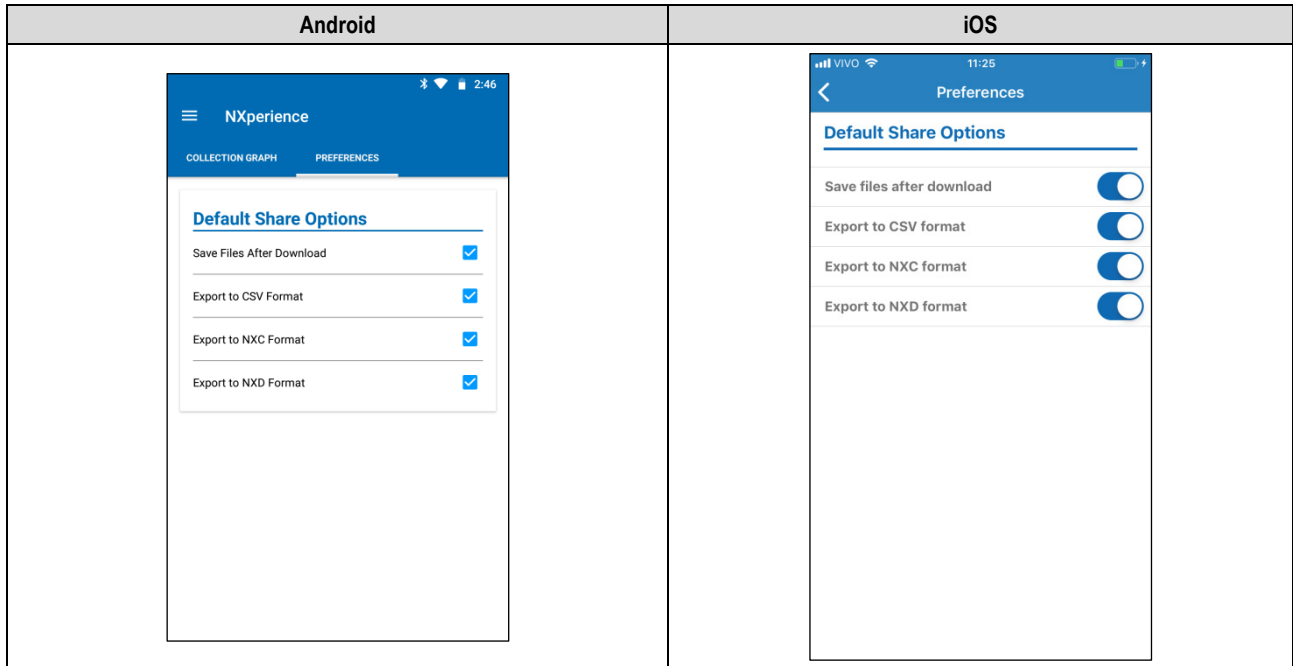 Android
iOS
2:46
NXperience
COLLECTION GRAPH PREFERENCES
Default Share Options
Save Files After Download
Export to CSV Format
Export to NXC Format
Export to NXD Format
VIVO 11:25
Preferences
Default Share Options
Save files after download
Export to CSV format
Export to NXC format
Export to NXD format